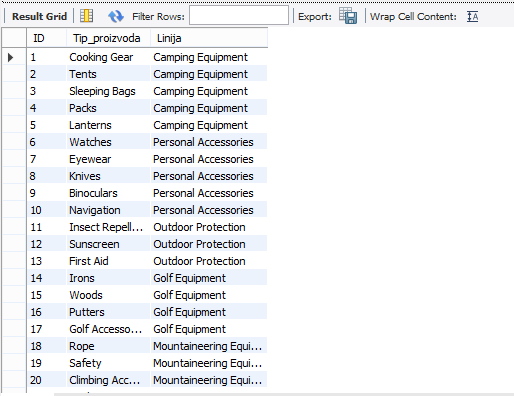 Result Grid Filter Rows: Export: Wrap Cell Content: IA
ID Tip_proizvoda Linija
1 Cooking Gear Camping Equipment
2 Tents Camping Equipment
3 Sleeping Bags Camping Equipment
4 Packs Camping Equipment
5 Lanterns Camping Equipment
6 Watches Personal Accessories
7 Eyewear Personal Accessories
8 Knives Personal Accessories
9 Binoculars Personal Accessories
10 Navigation Personal Accessories
11 Insect Repell... Outdoor Protection
12 Sunscreen Outdoor Protection
13 First Aid Outdoor Protection
14 Irons Golf Equipment
15 Woods Golf Equipment
16 Putters Golf Equipment
17 Golf Accesso... Golf Equipment
18 Rope Mountaineering Equi...
19 Safety Mountaineering Equi...
20 Climbing Acc... Mountaineering Equi...